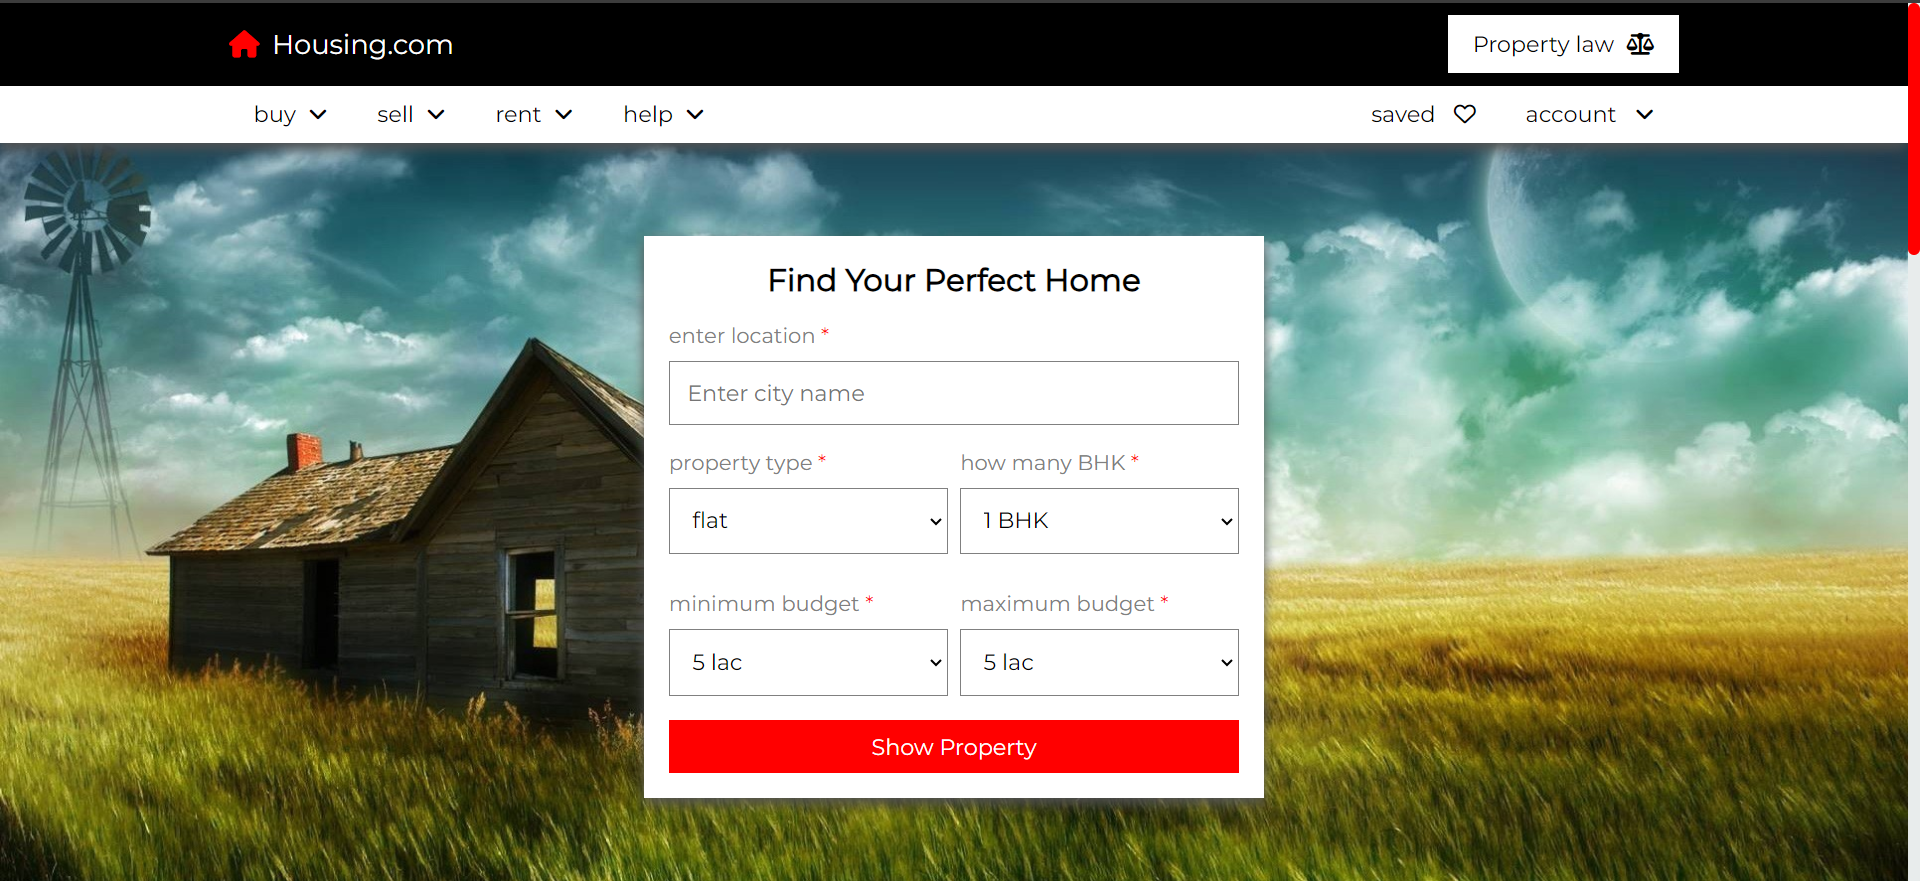 Housing.com
Property law
buy sell rent help saved account
Find Your Perfect Home
enter location *
Enter city name
property type * how many BHK *
flat 1 BHK
minimum budget * maximum budget *
5 lac 5 lac
Show Property